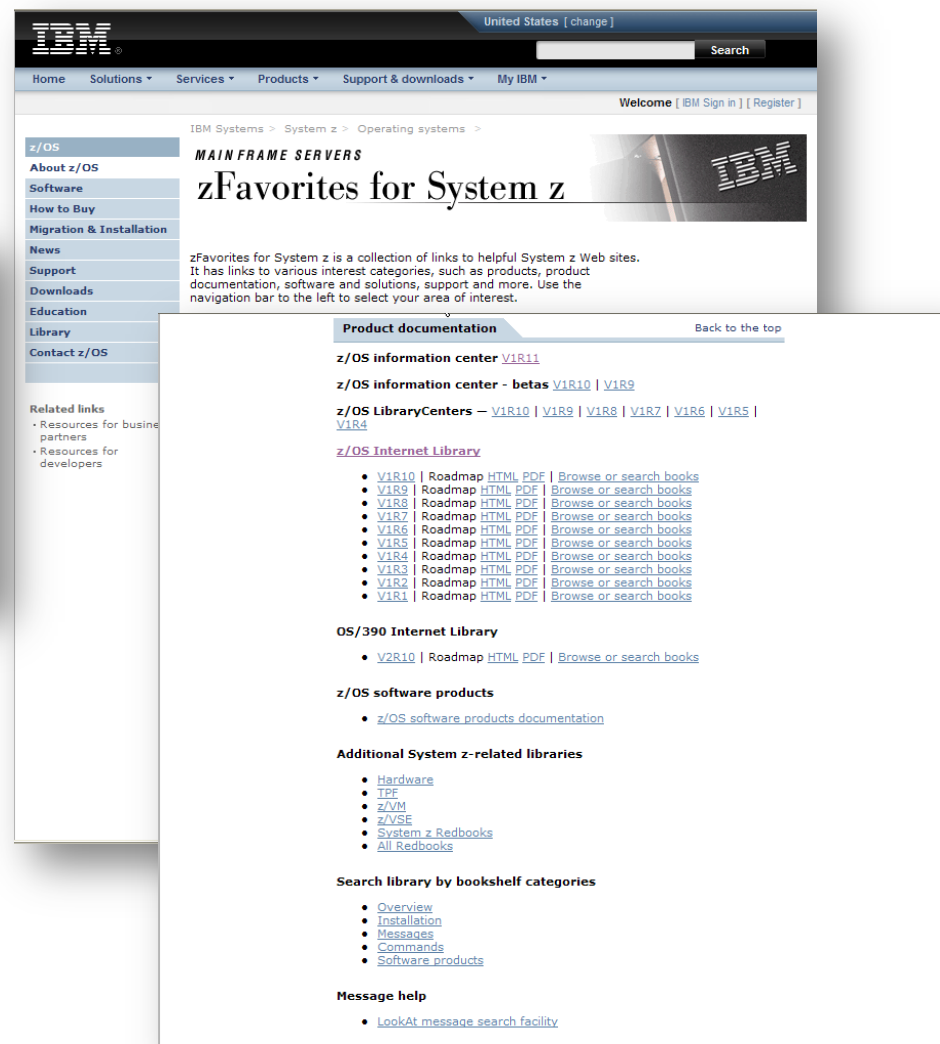 United States [ change ]
IBM ®
Search
Home Solutions Services Products Support & downloads My IBM
Welcome [ IBM Sign in ] [ Register ]
IBM Systems > System z > Operating systems >
MAINFRAME SERVERS
zFavorites for System z
IBM
z/OS
About z/OS
Software
How to Buy
Migration & Installation
News
Support
Downloads
Education
Library
Contact z/OS
Related links
• Resources for busine
partners
• Resources for
developers
zFavorites for System z is a collection of links to helpful System z Web sites.
It has links to various interest categories, such as products, product
documentation, software and solutions, support and more. Use the
navigation bar to the left to select your area of interest.
Product documentation Back to the top
z/OS information center V1R11
z/OS information center - betas V1R10 | V1R9
z/OS LibraryCenters — V1R10 | V1R9 | V1R8 | V1R7 | V1R6 | V1R5 |
V1R4
z/OS Internet Library
• V1R10 | Roadmap HTML PDF | Browse or search books
• V1R9 | Roadmap HTML PDF | Browse or search books
• V1R8 | Roadmap HTML PDF | Browse or search books
• V1R7 | Roadmap HTML PDF | Browse or search books
• V1R6 | Roadmap HTML PDF | Browse or search books
• V1R5 | Roadmap HTML PDF | Browse or search books
• V1R4 | Roadmap HTML PDF | Browse or search books
• V1R3 | Roadmap HTML PDF | Browse or search books
• V1R2 | Roadmap HTML PDF | Browse or search books
• V1R1 | Roadmap HTML PDF | Browse or search books
OS/390 Internet Library
• V2R10 | Roadmap HTML PDF | Browse or search books
z/OS software products
• z/OS software products documentation
Additional System z-related libraries
• Hardware
• TPF
• z/VM
• z/VSE
• System z Redbooks
• All Redbooks
Search library by bookshelf categories
• Overview
• Installation
• Messages
• Commands
• Software products
Message help
• LookAt message search facility